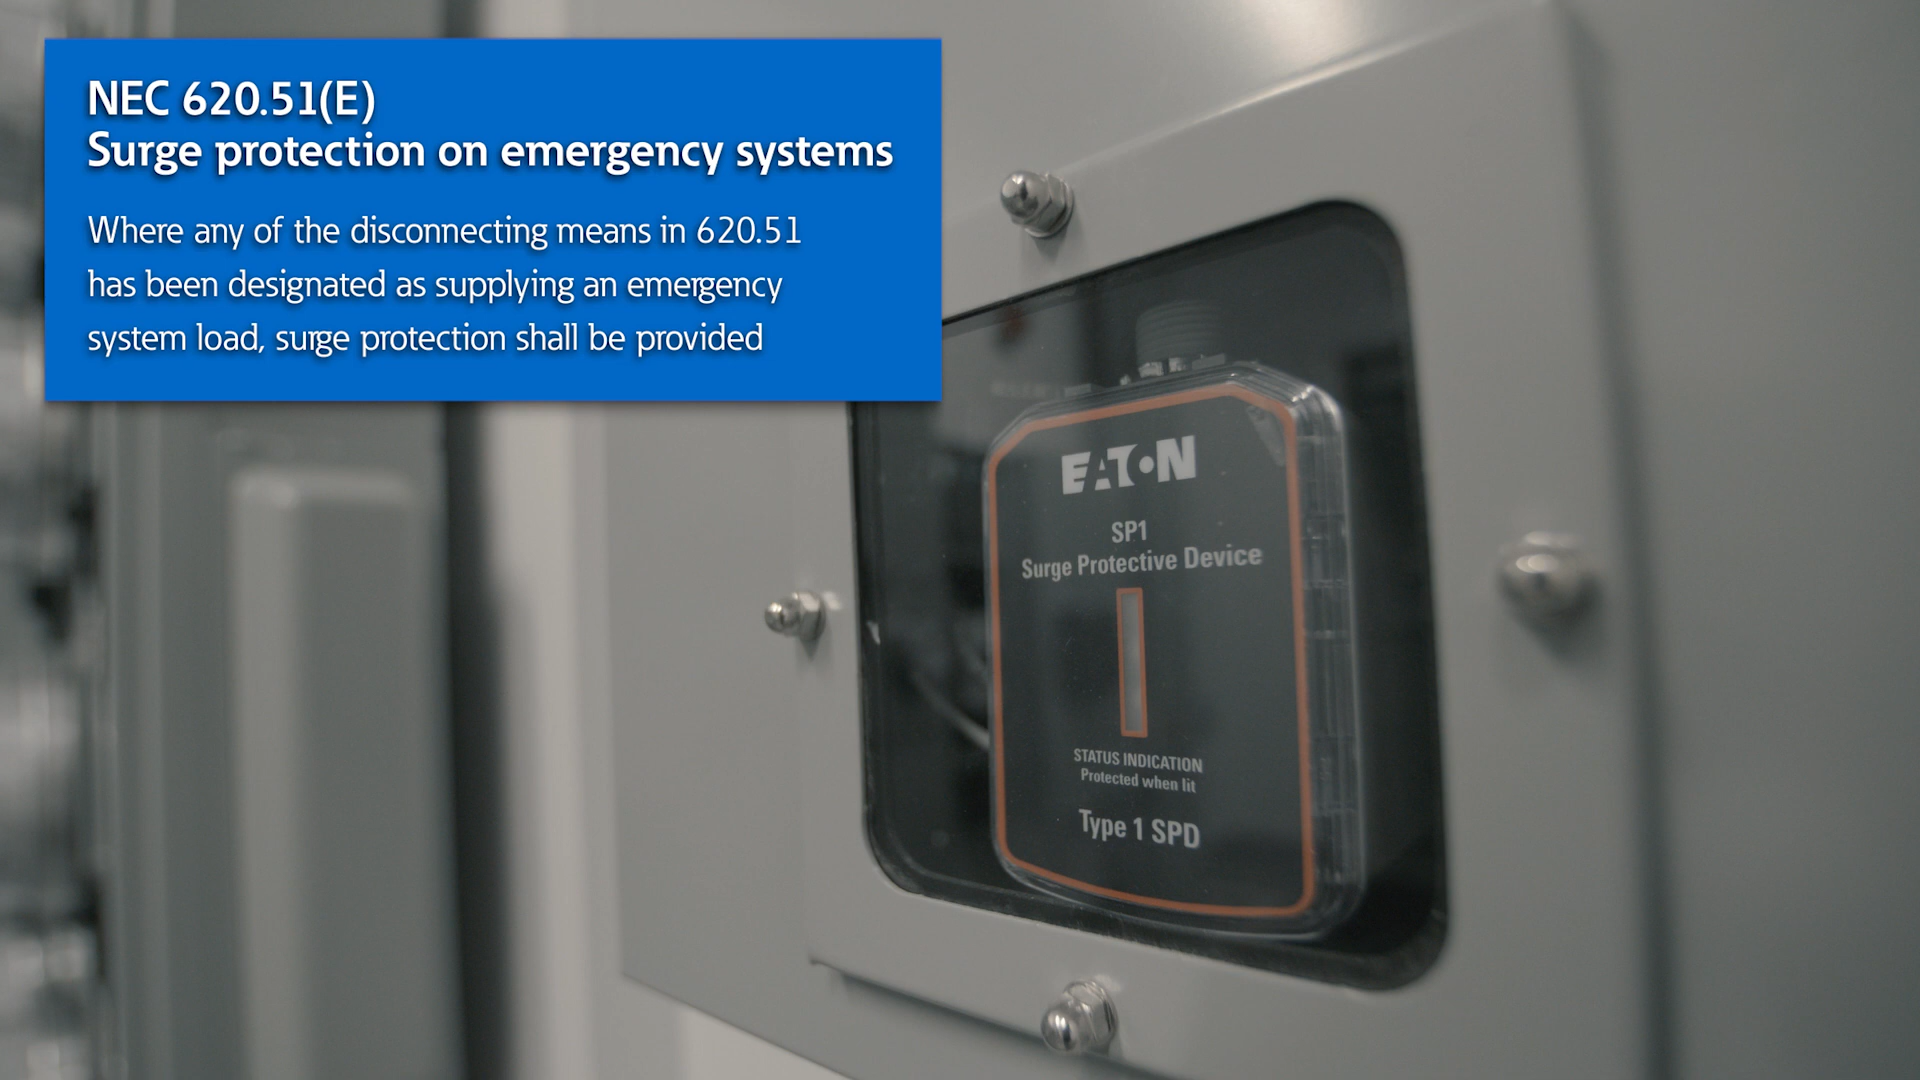 NEC 620.51(E)
Surge protection on emergency systems
Where any of the disconnecting means in 620.51
has been designated as supplying an emergency
system load, surge protection shall be provided
EATON
SP1
Surge Protective Device
STATUS INDICATION
Protected when lit
Type 1 SPD